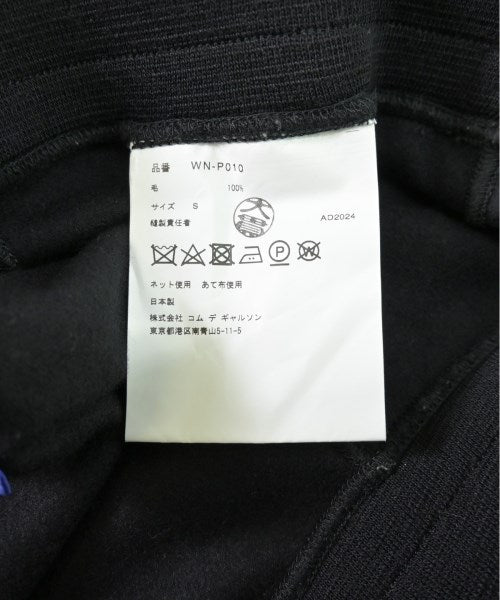 品番 WN-P010
毛 100%
サイズ S
縫製責任者
AD2024
P W
ネット使用 あて布使用
日本製
株式会社 コム デ ギャルソン
東京都港区南青山5-11-5